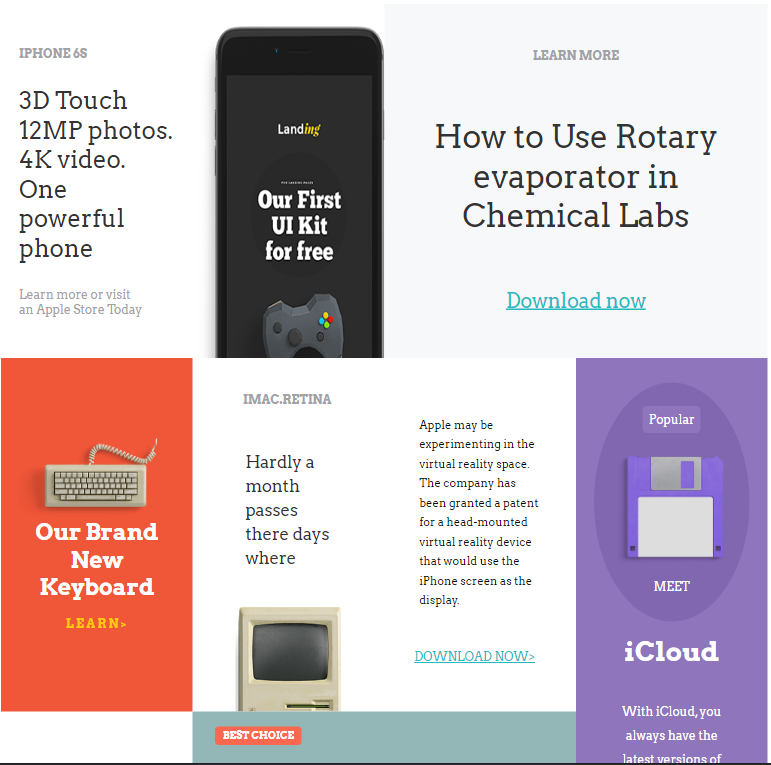 IPHONE 6S
3D Touch
12MP photos.
4K video.
One
powerful
phone
Learn more or visit
an Apple Store Today
Landing
FOR LANDING PAGES
Our First
UI Kit
for free
LEARN MORE
How to Use Rotary
evaporator in
Chemical Labs
Download now
Our Brand
New
Keyboard
LEARN>
IMAC.RETINA
Hardly a
month
passes
there days
where
Apple may be
experimenting in the
virtual reality space.
The company has
been granted a patent
for a head-mounted
virtual reality device
that would use the
iPhone screen as the
display.
DOWNLOAD NOW>
BEST CHOICE
Popular
MEET
iCloud
With iCloud, you
always have the
latest versions of